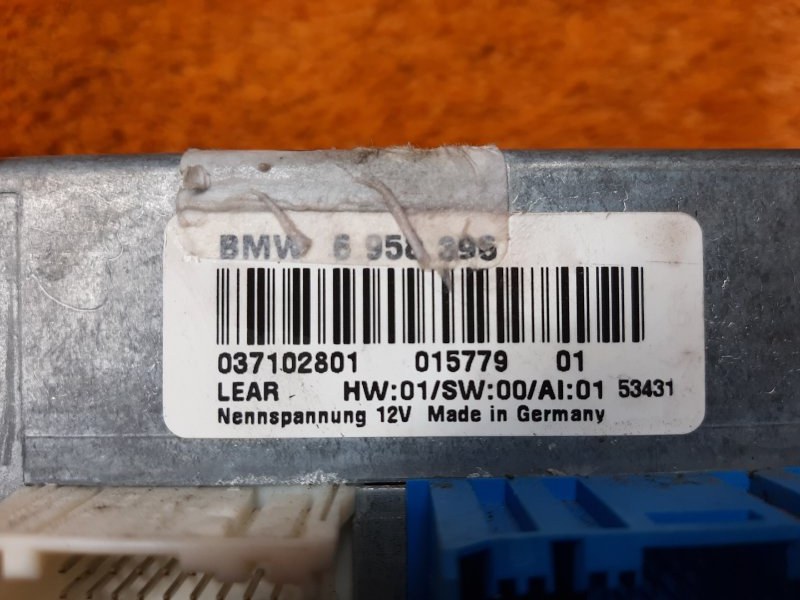 BMW 6 958 396
037102801 015779 01
LEAR HW:01/SW:00/AI:01 53431
Nennspannung 12V Made in Germany